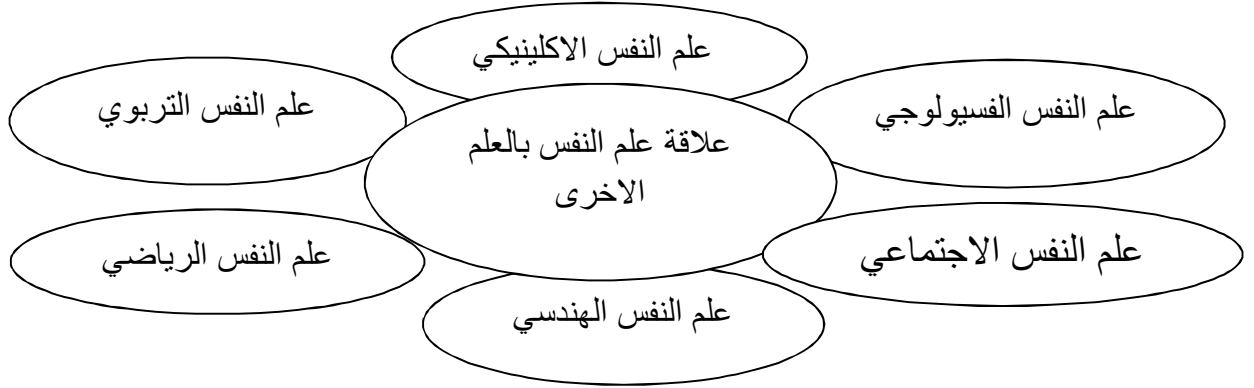 علم النفس الاكلينيكي
علم النفس الفسيولوجي
علم النفس التربوي
علاقة علم النفس بالعلم
الاخرى
علم النفس الاجتماعي
علم النفس الرياضي
علم النفس الهندسي